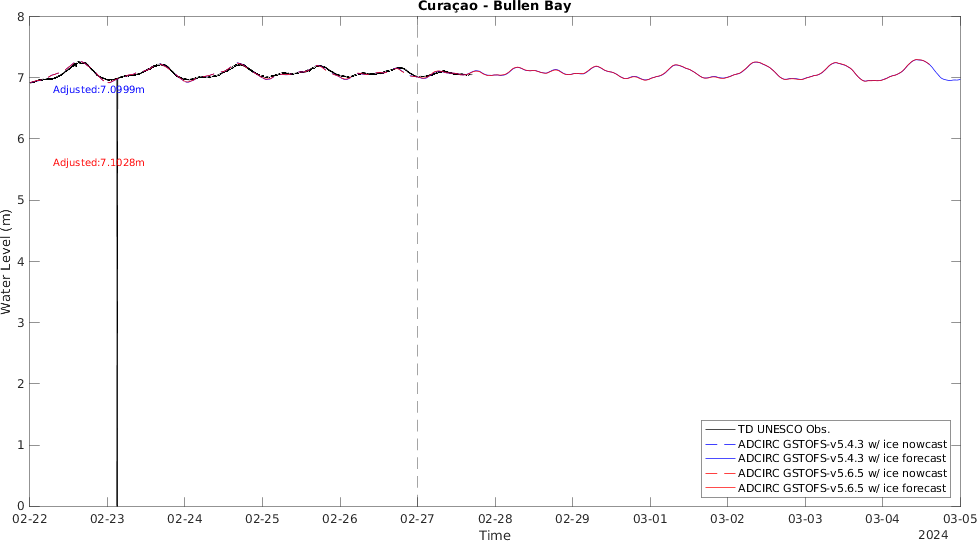 Curaçao - Bullen Bay
8
7
6
5
4
3
2
1
0
Water Level (m)
Adjusted:7.0999m
Adjusted:7.1028m
TD UNESCO Obs.
ADCIRC GSTOFS-v5.4.3 w/ ice nowcast
ADCIRC GSTOFS-v5.4.3 w/ ice forecast
ADCIRC GSTOFS-v5.6.5 w/ ice nowcast
ADCIRC GSTOFS-v5.6.5 w/ ice forecast
02-22 02-23 02-24 02-25 02-26 02-27 02-28 02-29 03-01 03-02 03-03 03-04 03-05
Time
2024